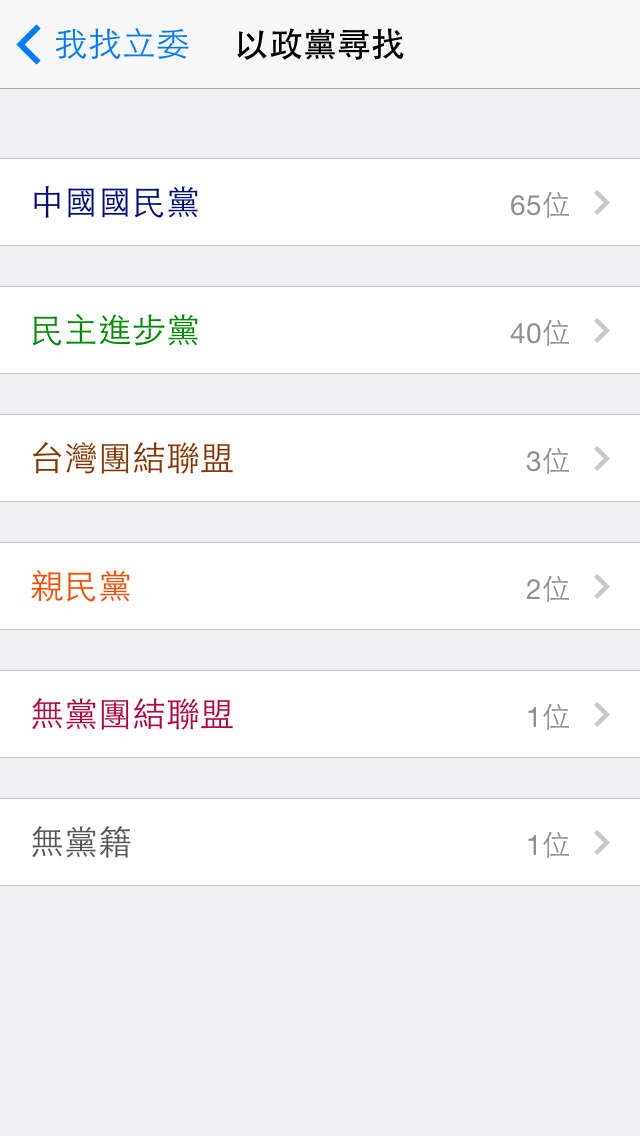 我找立委 以政黨尋找
中國國民黨 65位
民主進步黨 40位
台灣團結聯盟 3位
親民黨 2位
無黨團結聯盟 1位
無黨籍 1位